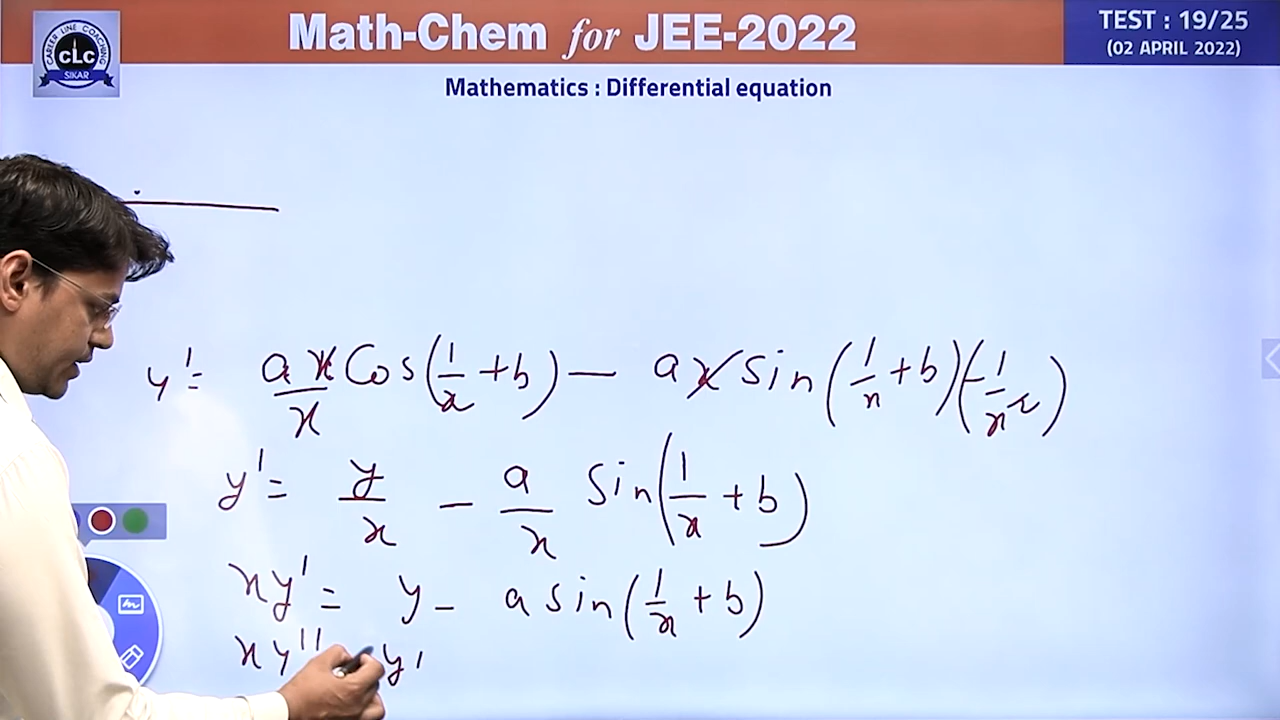 CAREER LINE COACHING
CLC
SIKAR
Math-Chem for JEE-2022
TEST : 19/25
(02 APRIL 2022)
Mathematics : Differential equation
y' = ax/x Cos(1/x + b) — ax sin(1/x + b)(-1/x²)
y' = y/x - a/x Sin(1/x + b)
xy' = y - a sin(1/x + b)
xy'' y'